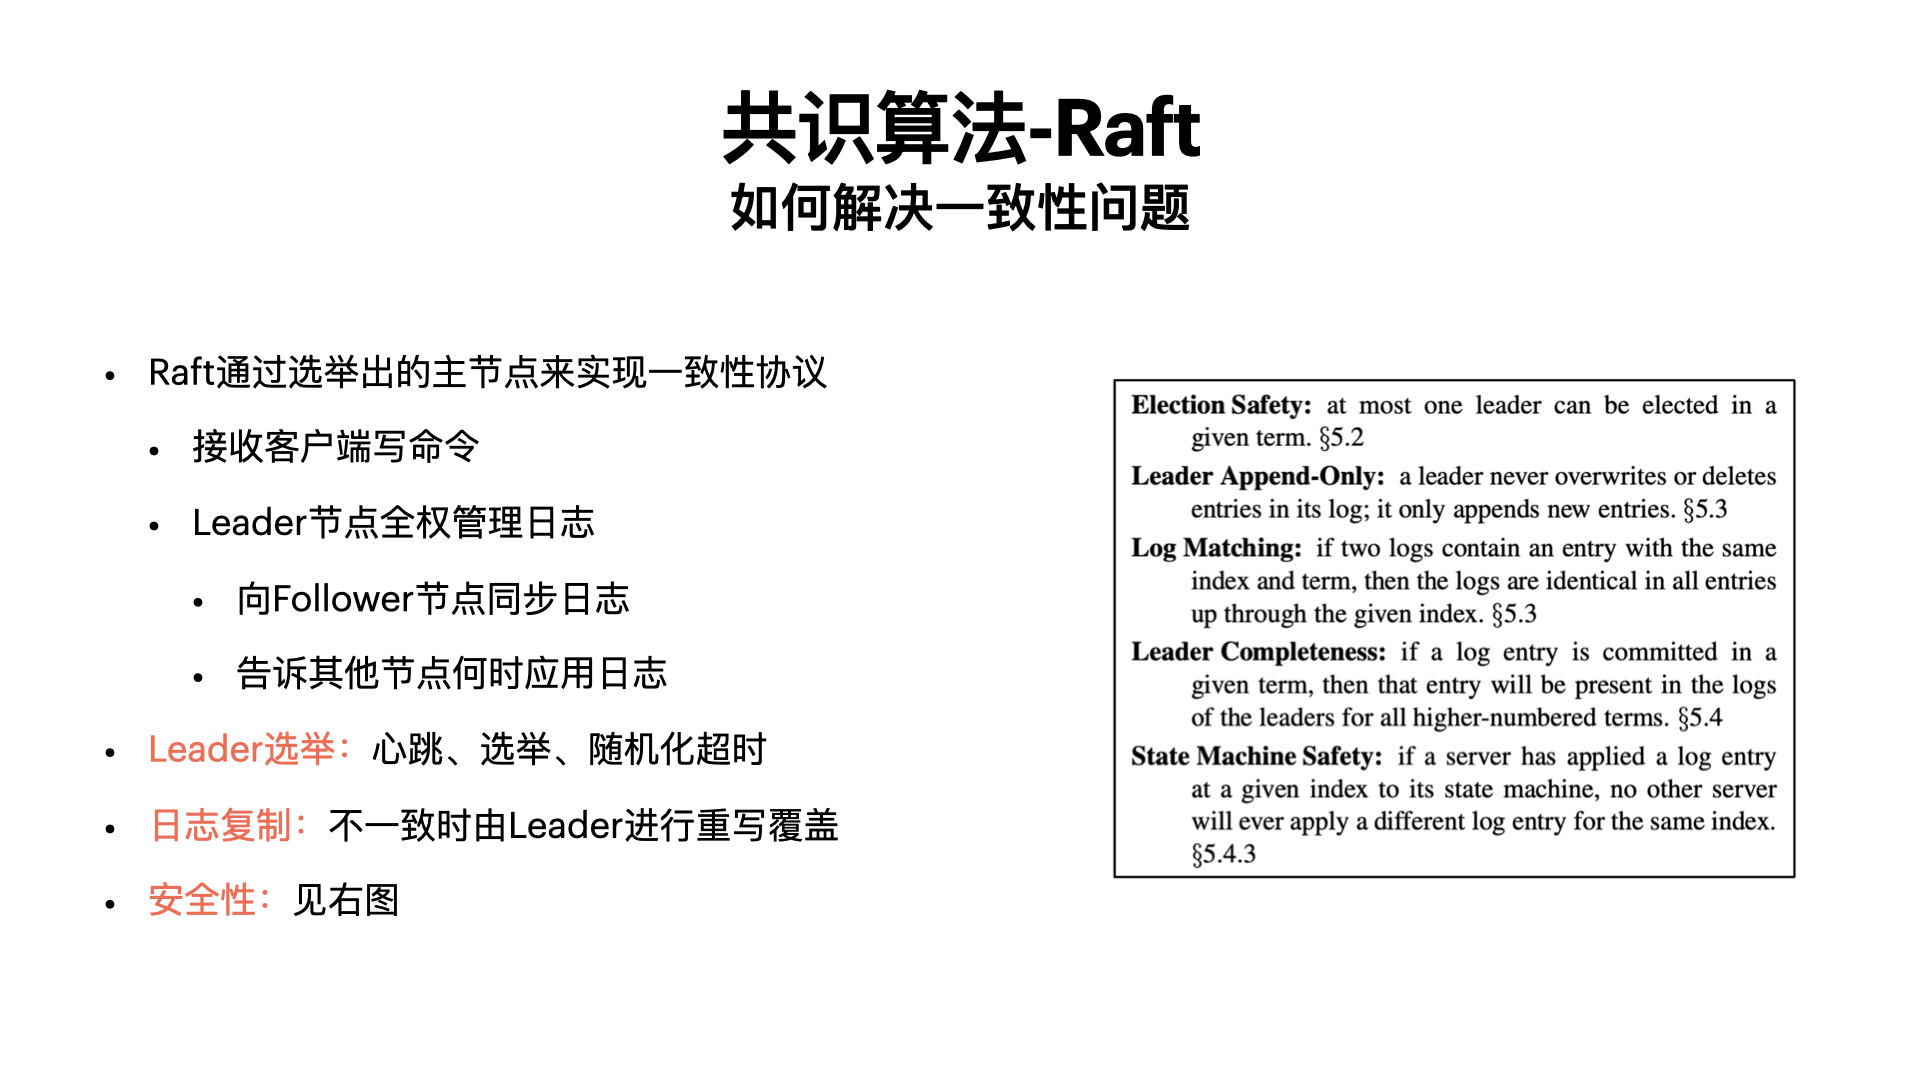 共识算法-Raft
如何解决一致性问题
• Raft通过选举出的主节点来实现一致性协议
• 接收客户端写命令
• Leader节点全权管理日志
• 向Follower节点同步日志
• 告诉其他节点何时应用日志
• Leader选举：心跳、选举、随机化超时
• 日志复制：不一致时由Leader进行重写覆盖
• 安全性：见右图
Election Safety: at most one leader can be elected in a
given term. §5.2
Leader Append-Only: a leader never overwrites or deletes
entries in its log; it only appends new entries. §5.3
Log Matching: if two logs contain an entry with the same
index and term, then the logs are identical in all entries
up through the given index. §5.3
Leader Completeness: if a log entry is committed in a
given term, then that entry will be present in the logs
of the leaders for all higher-numbered terms. §5.4
State Machine Safety: if a server has applied a log entry
at a given index to its state machine, no other server
will ever apply a different log entry for the same index.
§5.4.3